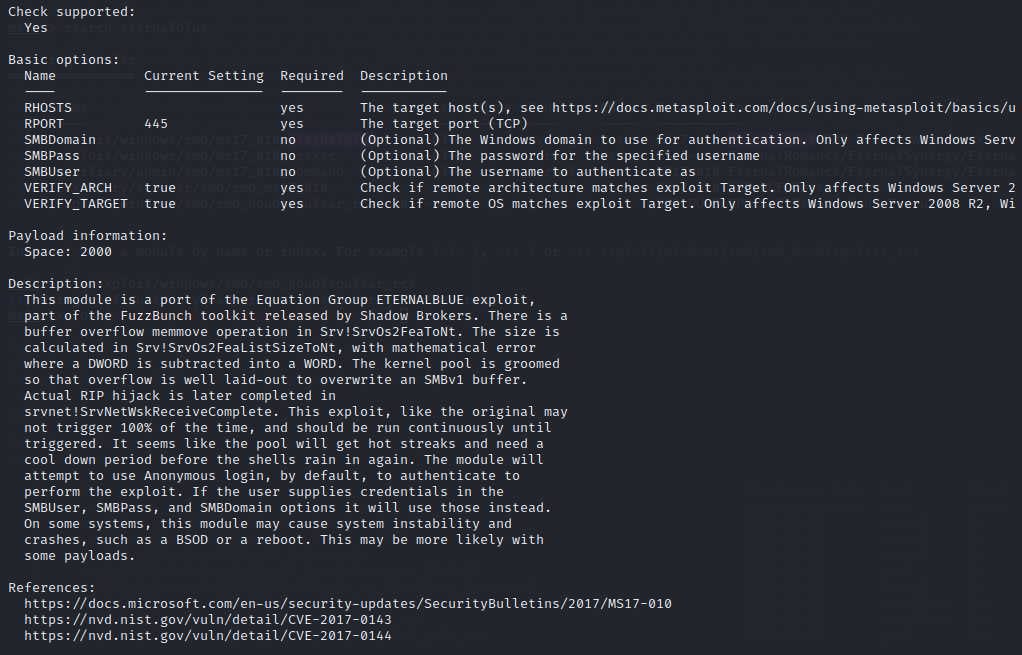 Check supported:
Yes
Basic options:
Name Current Setting Required Description
RHOSTS yes The target host(s), see https://docs.metasploit.com/docs/using-metasploit/basics/u
RPORT 445 yes The target port (TCP)
SMBDomain no (Optional) The Windows domain to use for authentication. Only affects Windows Serv
SMBPass no (Optional) The password for the specified username
SMBUser no (Optional) The username to authenticate as
VERIFY_ARCH true yes Check if remote architecture matches exploit Target. Only affects Windows Server 2
VERIFY_TARGET true yes Check if remote OS matches exploit Target. Only affects Windows Server 2008 R2, Wi
Payload information:
Space: 2000
Description:
This module is a part of the Equation Group ETERNALBLUE exploit,
part of the FuzzBunch toolkit released by Shadow Brokers. There is a
buffer overflow memmove operation in Srv!SrvOs2FeaToNt. The size is
calculated in Srv!SrvOs2FeaListSizeToNt, with mathematical error
where a DWORD is subtracted into a WORD. The kernel pool is groomed
so that overflow is well laid-out to overwrite an SMBv1 buffer.
Actual RIP hijack is later completed in
srvnet!SrvNetWskReceiveComplete. This exploit, like the original may
not trigger 100% of the time, and should be run continuously until
triggered. It seems like the pool will get hot streaks and need a
cool down period before the shells rain in again. The module will
attempt to use Anonymous login, by default, to authenticate to
perform the exploit. If the user supplies credentials in the
SMBUser, SMBPass, and SMBDomain options it will use those instead.
On some systems, this module may cause system instability and
crashes, such as a BSOD or a reboot. This may be more likely with
some payloads.
References:
https://docs.microsoft.com/en-us/security-updates/SecurityBulletins/2017/MS17-010
https://nvd.nist.gov/vuln/detail/CVE-2017-0143
https://nvd.nist.gov/vuln/detail/CVE-2017-0144